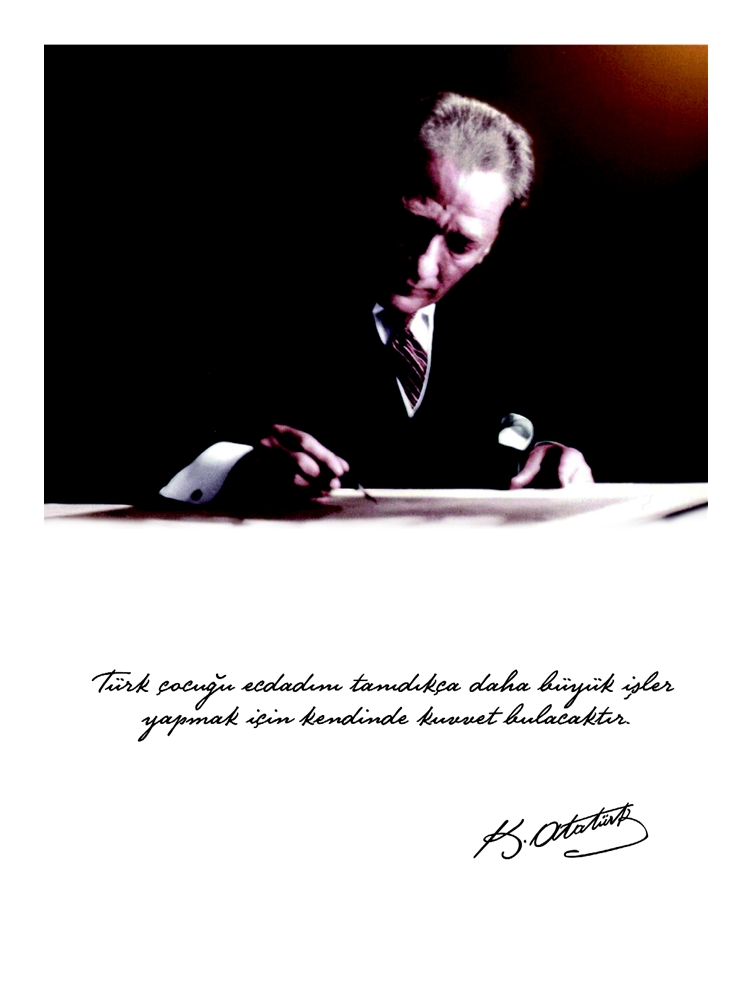 Türk çocuğu ecdadını tanıdıkça daha büyük işler
yapmak için kendinde kuvvet bulacaktır.
K. Atatürk